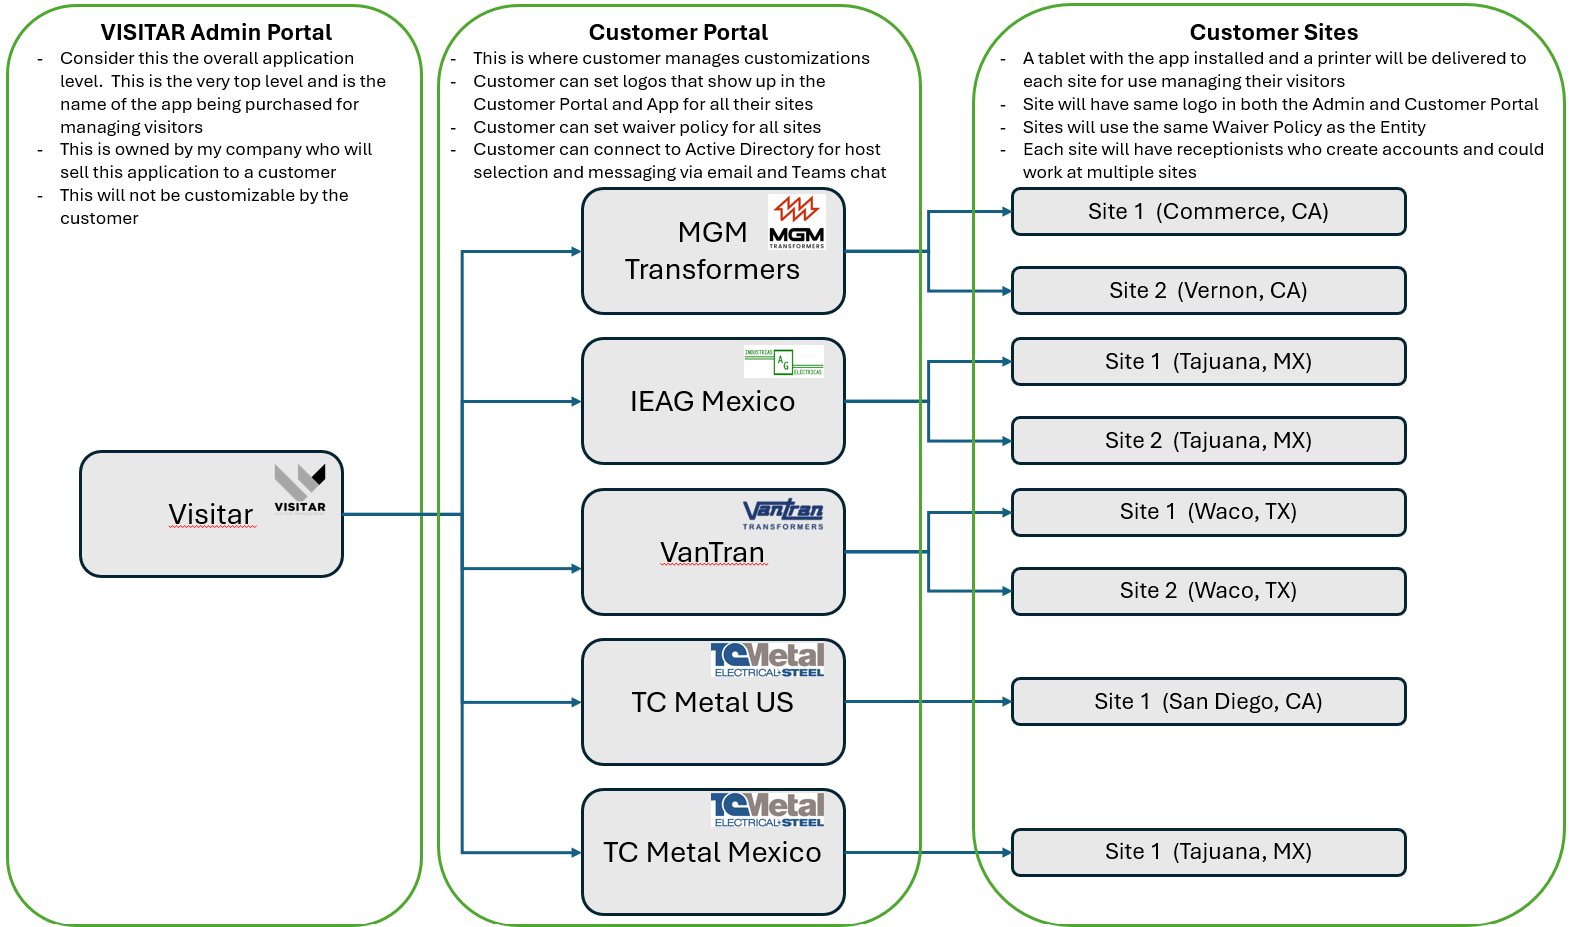 VISITAR Admin Portal
- Consider this the overall application
level.  This is the very top level and is the
name of the app being purchased for
managing visitors
- This is owned by my company who will
sell this application to a customer
- This will not be customizable by the
customer
Visitar
VISITAR
Customer Portal
- This is where customer manages customizations
- Customer can set logos that show up in the
Customer Portal and App for all their sites
- Customer can set waiver policy for all sites
- Customer can connect to Active Directory for host
selection and messaging via email and Teams chat
MGM
Transformers
MGM
TRANSFORMERS
INDUSTRIAS
AG
ELÉCTRICAS
IEAG Mexico
VanTran
TRANSFORMERS
VanTran
TC Metal
ELECTRICAL STEEL
TC Metal US
TC Metal
ELECTRICAL STEEL
TC Metal Mexico
Customer Sites
- A tablet with the app installed and a printer will be delivered to
each site for use managing their visitors
- Site will have same logo in both the Admin and Customer Portal
- Sites will use the same Waiver Policy as the Entity
- Each site will have receptionists who create accounts and could
work at multiple sites
Site 1  (Commerce, CA)
Site 2  (Vernon, CA)
Site 1  (Tajuana, MX)
Site 2  (Tajuana, MX)
Site 1  (Waco, TX)
Site 2  (Waco, TX)
Site 1  (San Diego, CA)
Site 1  (Tajuana, MX)